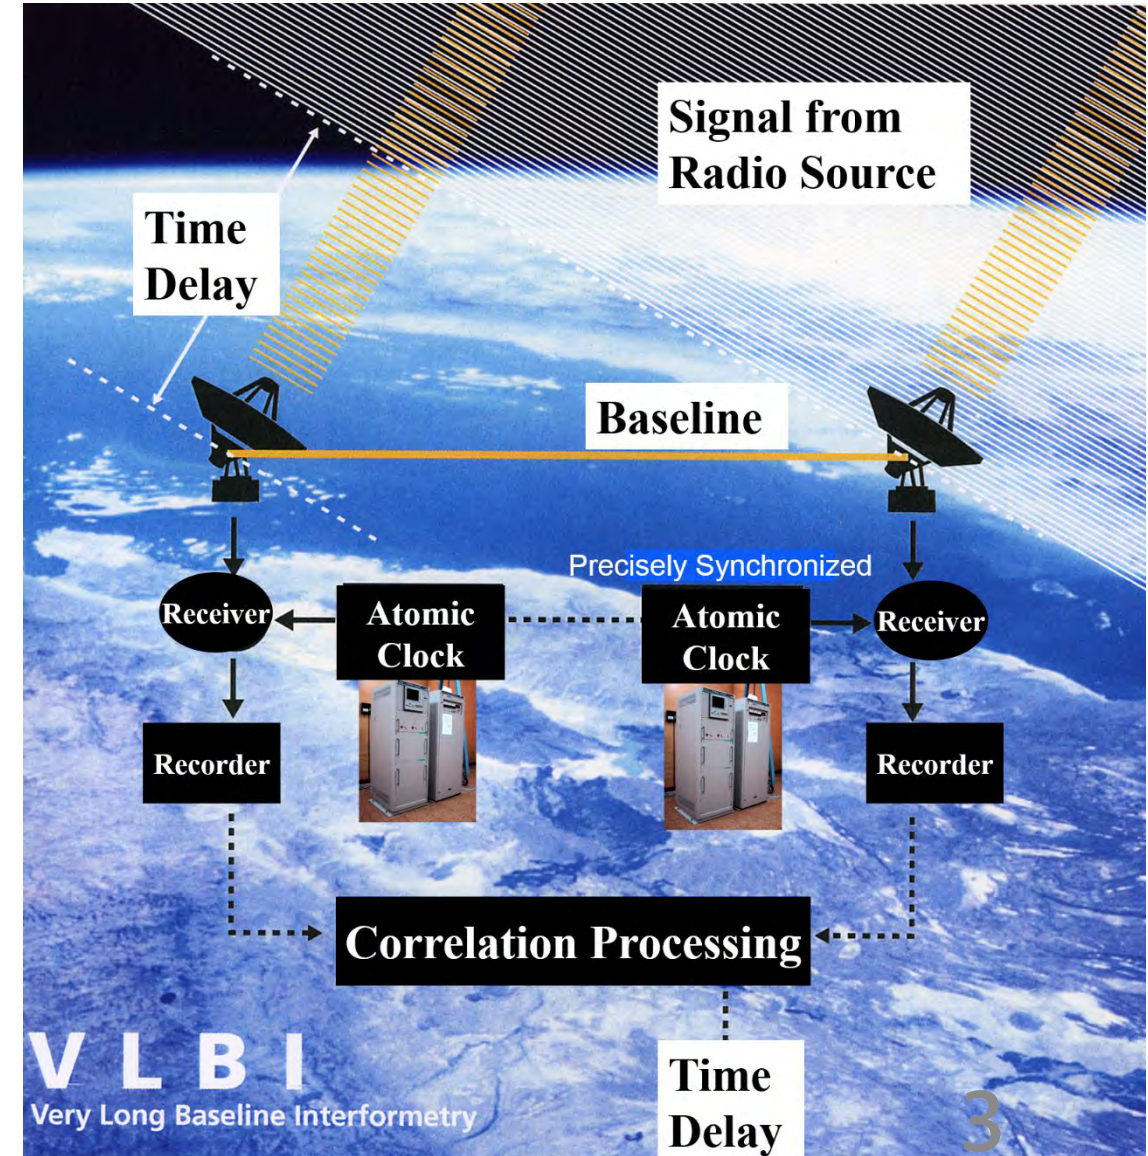 Signal from
Radio Source
Time
Delay
Baseline
Precisely Synchronized
Receiver
Atomic
Clock
Atomic
Clock
Receiver
Recorder
Recorder
Correlation Processing
V L B I
Very Long Baseline Interformetry
Time
Delay
3